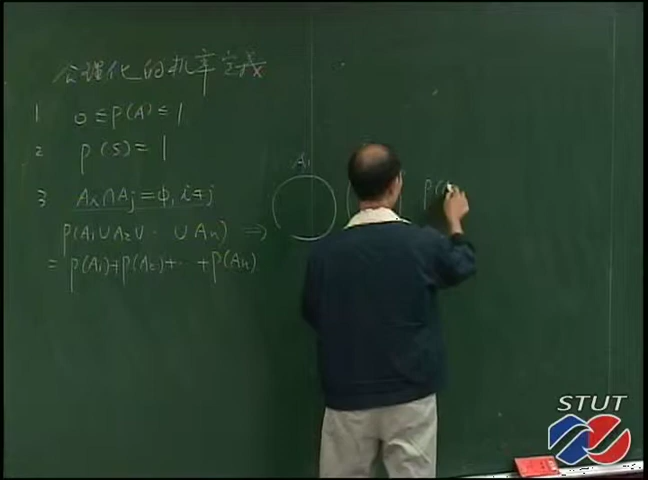 公理化的机率定義
1 0 ≤ P(A) ≤ 1
2 P(S) = 1
3 Ai∩Aj = φ, i≠j
P(A1∪A2∪ · ∪An) ⇒
= P(A1)+P(A2)+ ··· +P(An)
A1
P(
STUT